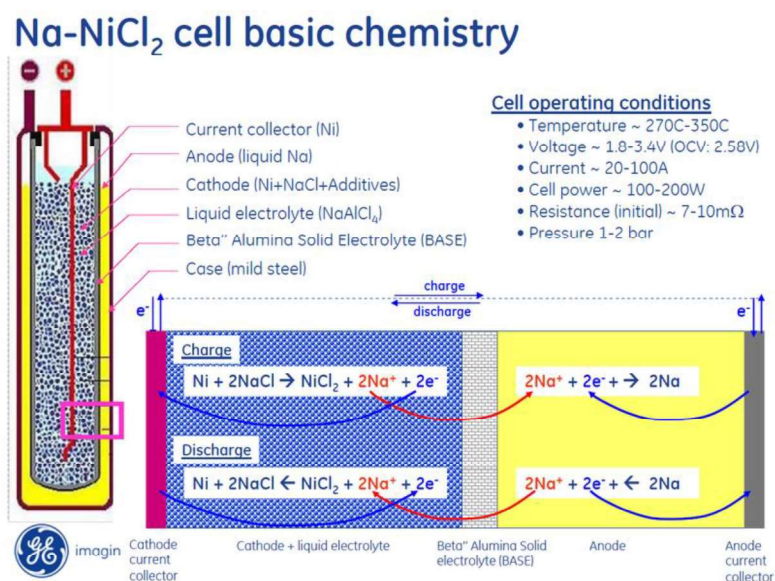 Na-NiCl₂ cell basic chemistry
− +
Current collector (Ni)
Anode (liquid Na)
Cathode (Ni+NaCl+Additives)
Liquid electrolyte (NaAlCl₄)
Beta” Alumina Solid Electrolyte (BASE)
Case (mild steel)
Cell operating conditions
• Temperature ~ 270C-350C
• Voltage ~ 1.8-3.4V (OCV: 2.58V)
• Current ~ 20-100A
• Cell power ~ 100-200W
• Resistance (initial) ~ 7-10mΩ
• Pressure 1-2 bar
charge
discharge
e⁻
e⁻
Charge
Ni + 2NaCl → NiCl₂ + 2Na⁺ + 2e⁻
2Na⁺ + 2e⁻ + → 2Na
Discharge
Ni + 2NaCl ← NiCl₂ + 2Na⁺ + 2e⁻
2Na⁺ + 2e⁻ + ← 2Na
GE
imagin
Cathode
current
collector
Cathode + liquid electrolyte
Beta” Alumina Solid
electrolyte (BASE)
Anode
Anode
current
collector